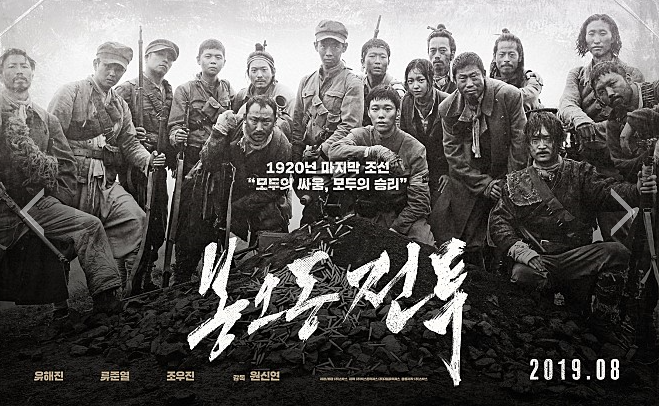 1920년 마지막 조선
“모두의 싸움, 모두의 승리”
봉오동 전투
유해진 류준열 조우진 감독 원신연
2019.08